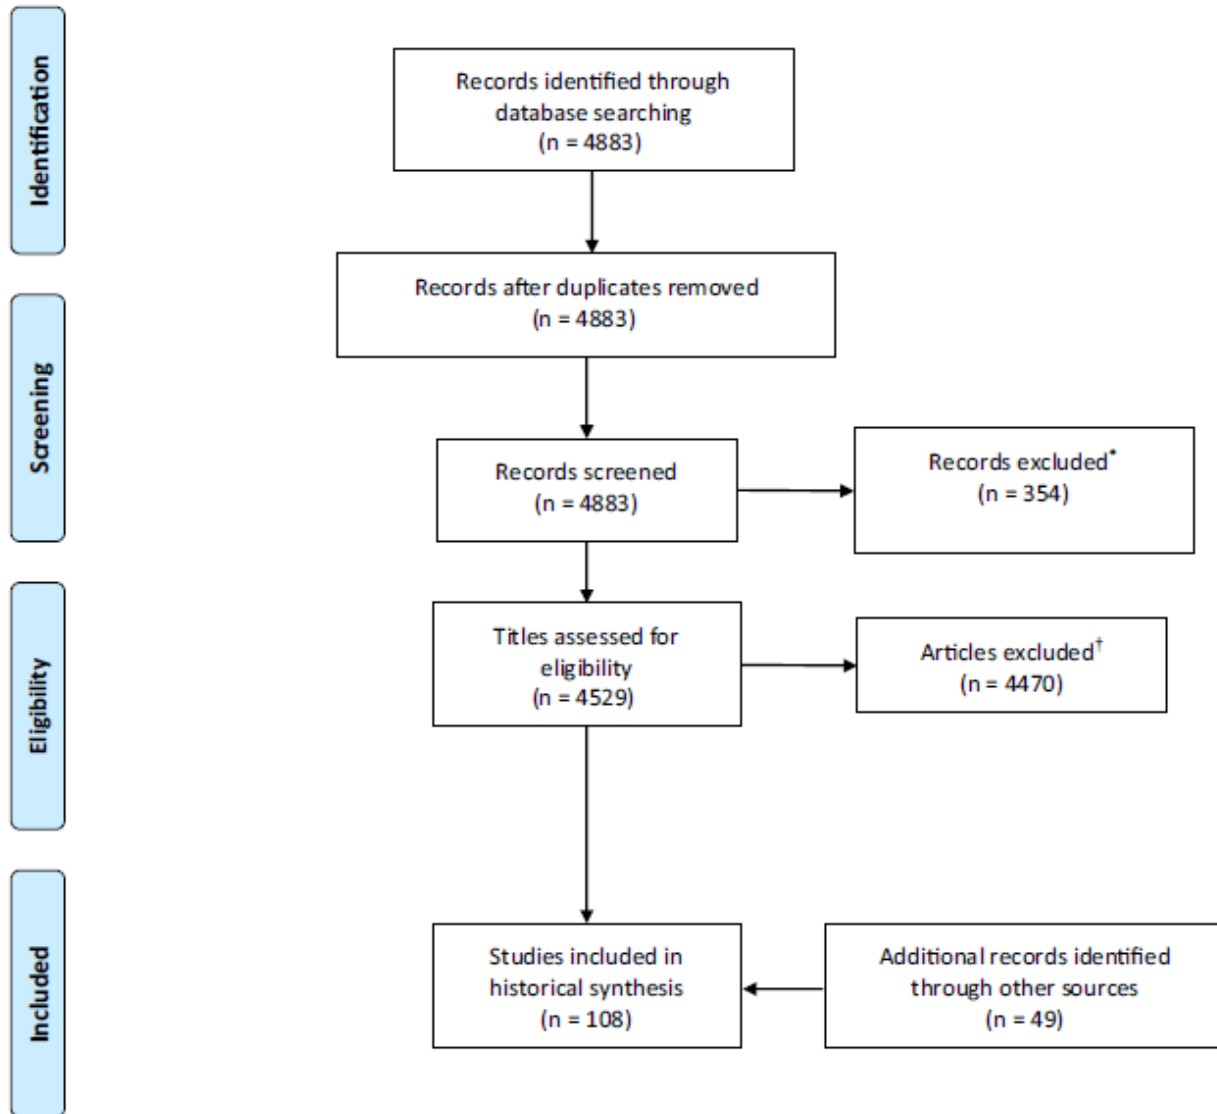 Identification
Records identified through
database searching
(n = 4883)
Records after duplicates removed
(n = 4883)
Screening
Records screened
(n = 4883)
Records excluded*
(n = 354)
Eligibility
Titles assessed for
eligibility
(n = 4529)
Articles excluded†
(n = 4470)
Included
Studies included in
historical synthesis
(n = 108)
Additional records identified
through other sources
(n = 49)